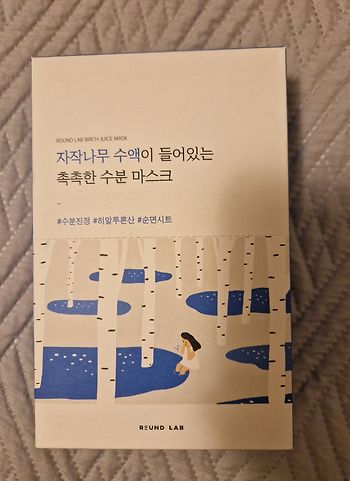 ROUND LAB BIRCH JUICE MASK
자작나무 수액이 들어있는
촉촉한 수분 마스크
-
#수분진정 #히알루론산 #순면시트
ROUND LAB